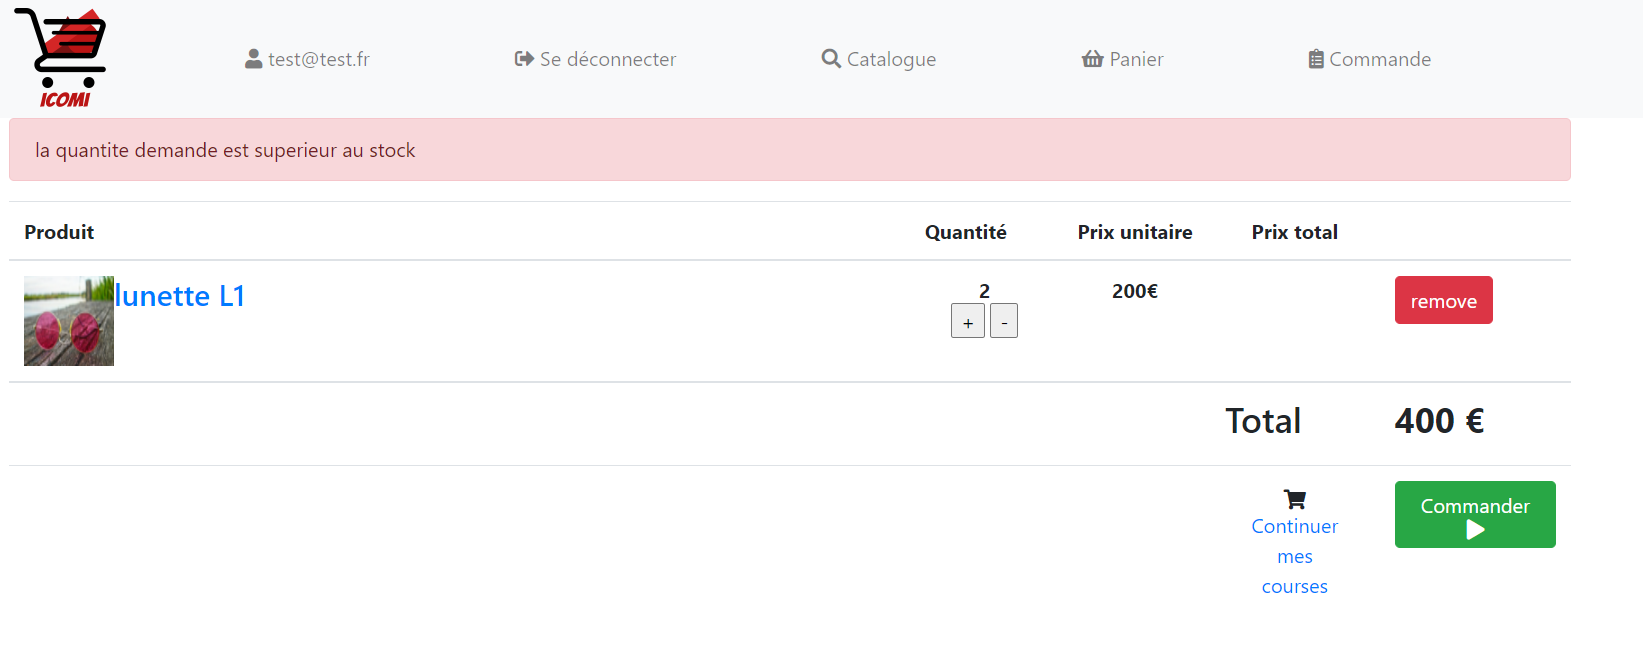 ICOMI
test@test.fr
Se déconnecter
Catalogue
Panier
Commande
la quantite demande est superieur au stock
Produit
Quantité
Prix unitaire
Prix total
lunette L1
2
200€
remove
+
-
Total
400 €
Continuer
mes
courses
Commander